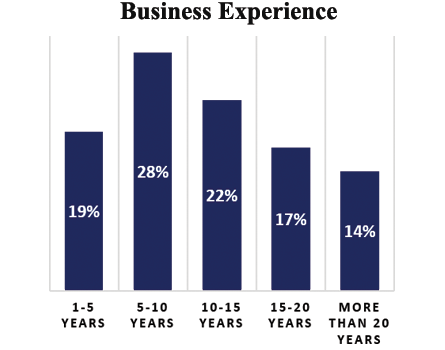 Business Experience
19%
28%
22%
17%
14%
1-5
YEARS
5-10
YEARS
10-15
YEARS
15-20
YEARS
MORE
THAN 20
YEARS